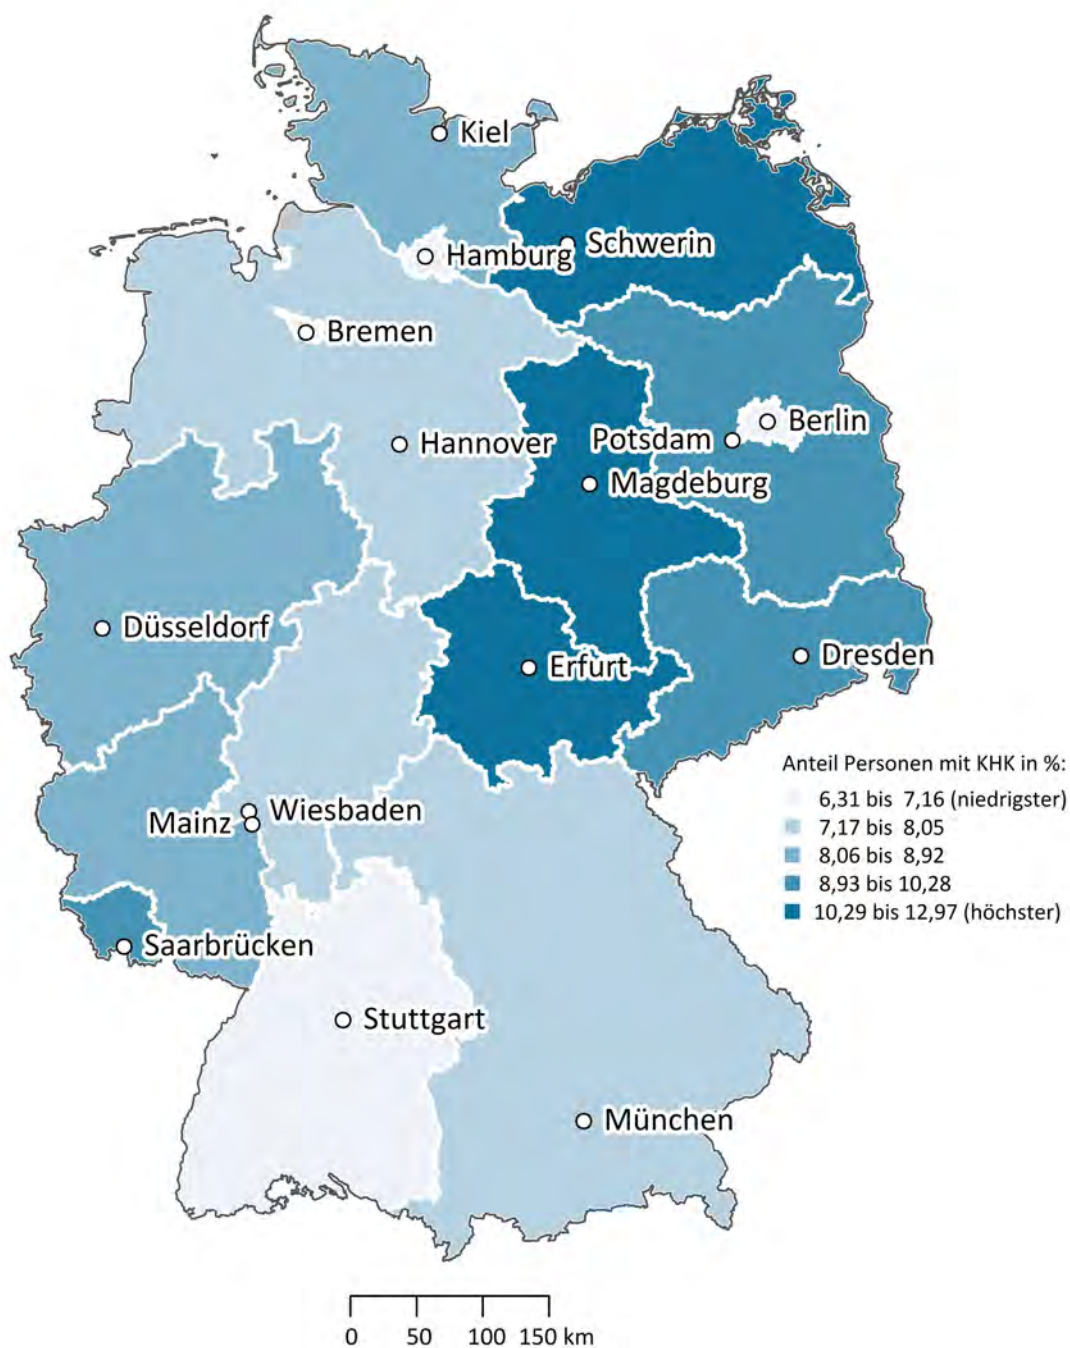 Kiel
Schwerin
Hamburg
Bremen
Berlin
Hannover
Potsdam
Magdeburg
Düsseldorf
Dresden
Erfurt
Anteil Personen mit KHK in %:
6,31 bis 7,16 (niedrigster)
7,17 bis 8,05
8,06 bis 8,92
8,93 bis 10,28
10,29 bis 12,97 (höchster)
Wiesbaden
Mainz
Saarbrücken
Stuttgart
München
0 50 100 150 km